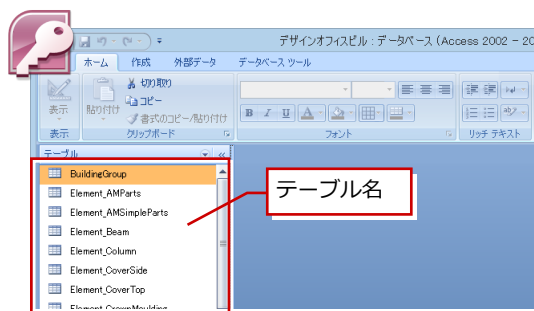 デザインオフィスビル : データベース (Access 2002 - 20
ホーム 作成 外部データ データベース ツール
表示
貼り付け
切り取り
コピー
書式のコピー/貼り付け
B I U A
表示 クリップボード フォント リッチ テキスト
テーブル
BuildingGroup
Element_AMParts
Element_AMSimpleParts
Element_Beam
Element_Column
Element_CoverSide
Element_CoverTop
Element_CrownMoulding
テーブル名